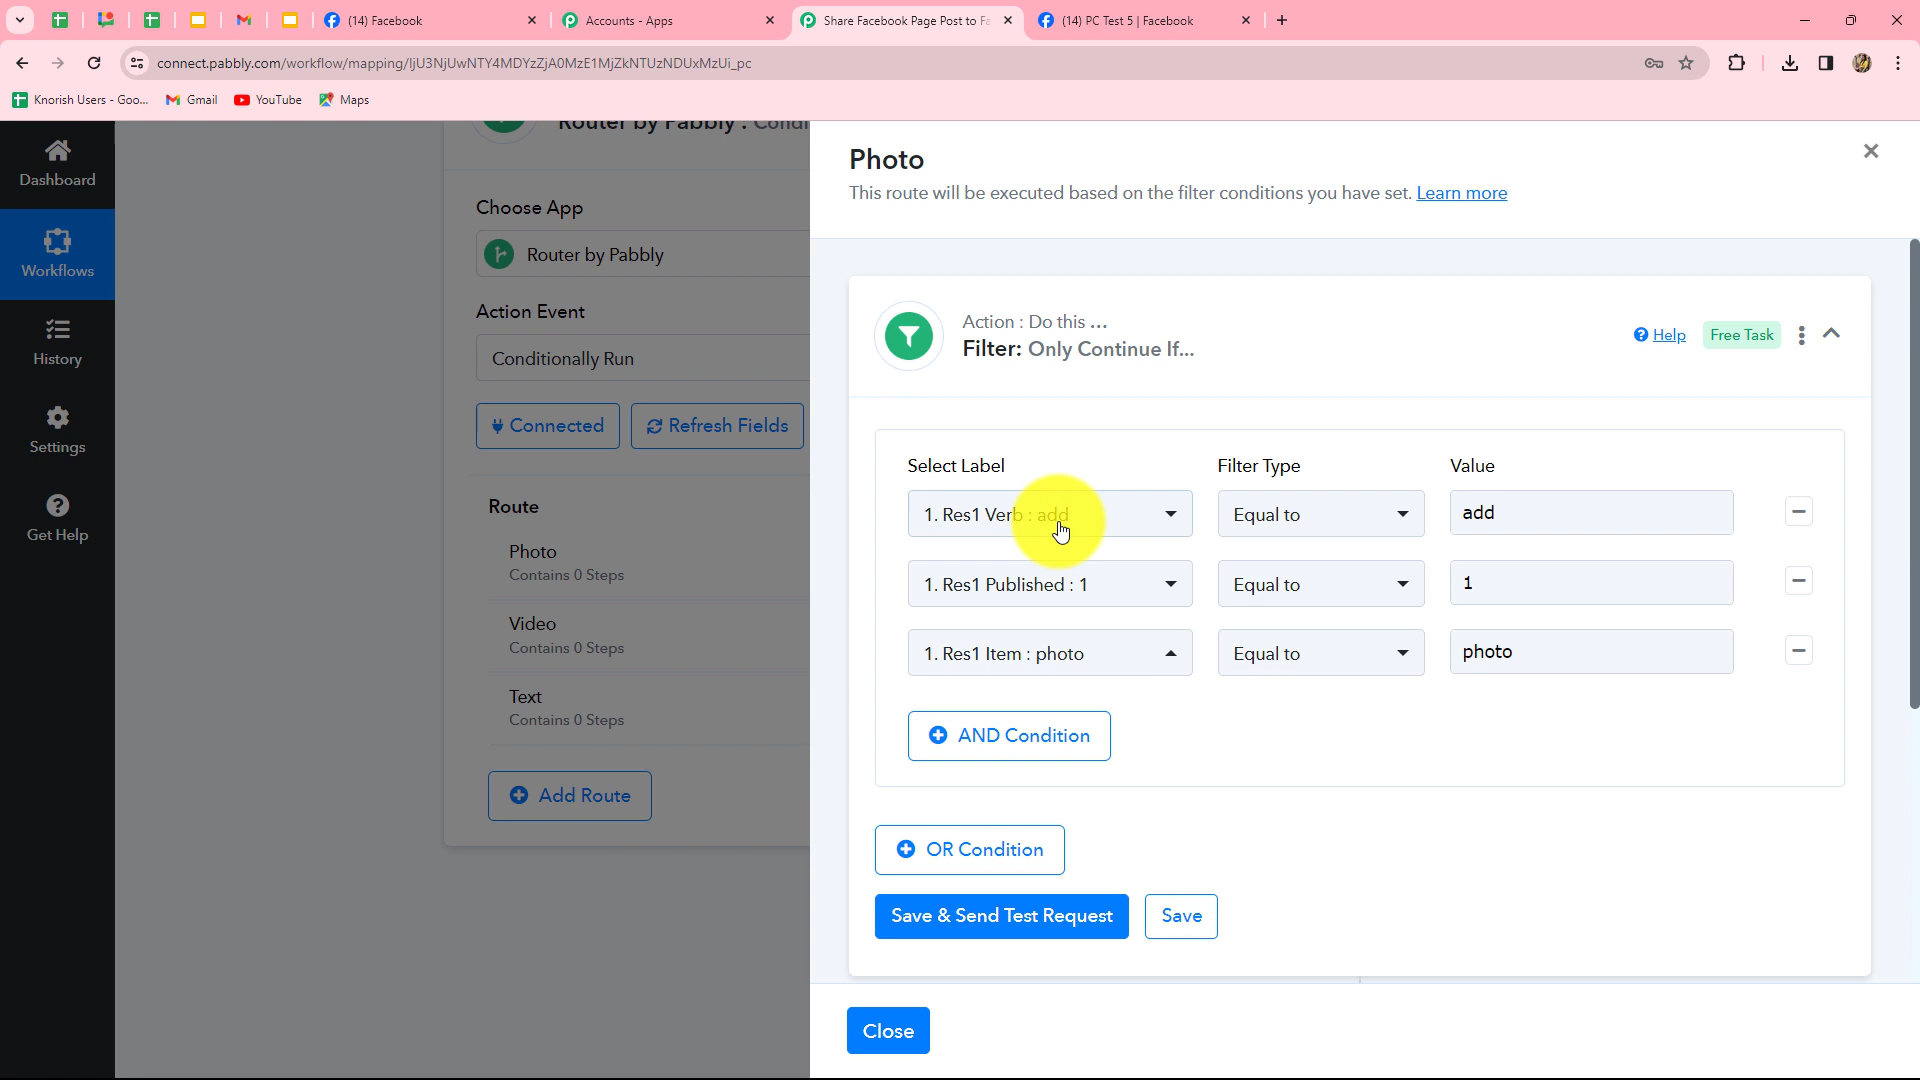 (14) Facebook
Accounts - Apps
Share Facebook Page Post to Fa
(14) PC Test 5 | Facebook
connect.pabbly.com/workflow/mapping/IjU3NjUwNTY4MDYzZjA0MzE1MjZkNTUzNDUxMzUi_pc
Knorish Users - Goo...
Gmail
YouTube
Maps
Dashboard
Workflows
History
Settings
Get Help
Router by Pabbly : Condi
Choose App
Router by Pabbly
Action Event
Conditionally Run
Connected
Refresh Fields
Route
Photo
Contains 0 Steps
Video
Contains 0 Steps
Text
Contains 0 Steps
Add Route
Photo
This route will be executed based on the filter conditions you have set. Learn more
Action : Do this ...
Filter: Only Continue If...
Help
Free Task
Select Label
Filter Type
Value
1. Res1 Verb : add
Equal to
add
1. Res1 Published : 1
Equal to
1
1. Res1 Item : photo
Equal to
photo
AND Condition
OR Condition
Save & Send Test Request
Save
Close